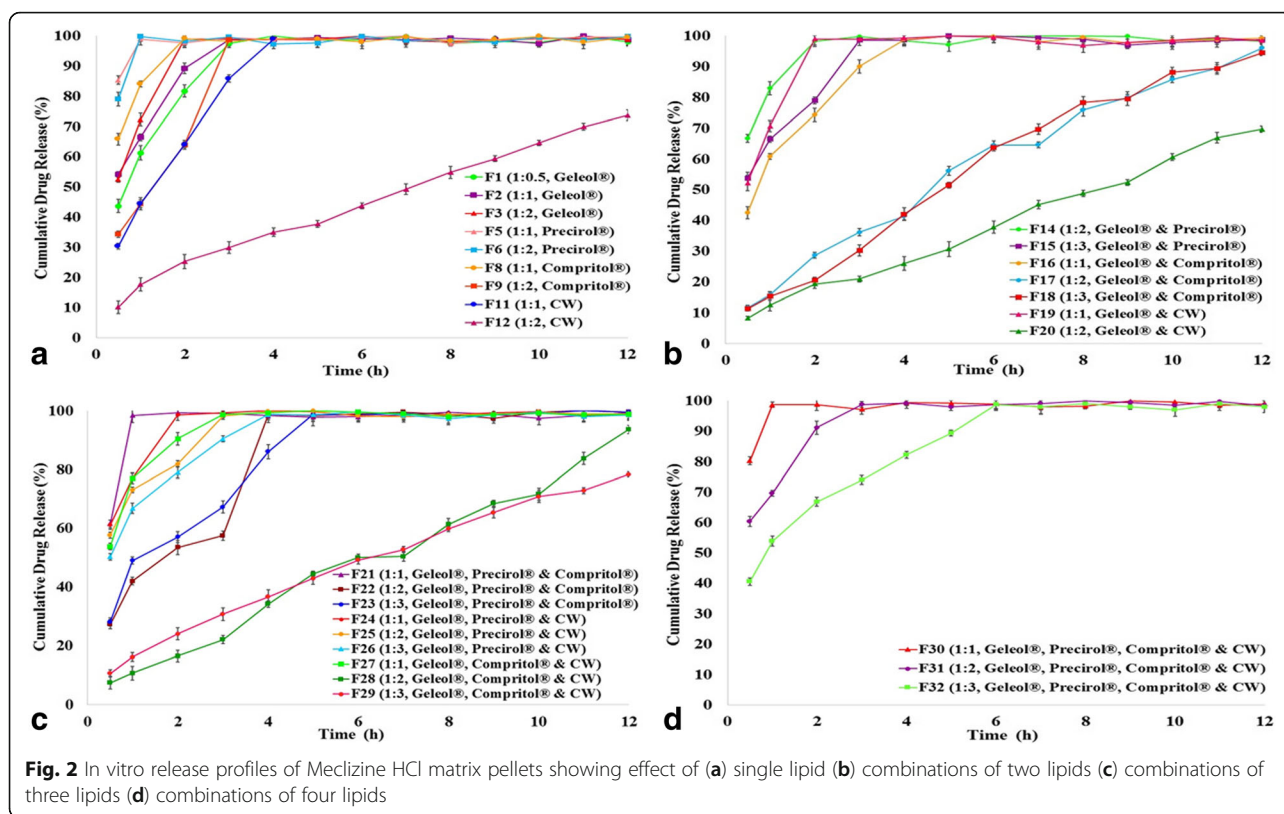 100
90
80
70
60
50
40
30
20
10
0
Cumulative Drug Release (%)
F1 (1:0.5, Geleol®)
F2 (1:1, Geleol®)
F3 (1:2, Geleol®)
F5 (1:1, Precirol®)
F6 (1:2, Precirol®)
F8 (1:1, Compritol®)
F9 (1:2, Compritol®)
F11 (1:1, CW)
F12 (1:2, CW)
0 2 4 6 8 10 12
a
Time (h)
100
90
80
70
60
50
40
30
20
10
0
Cumulative Drug Release (%)
F14 (1:2, Geleol® & Precirol®)
F15 (1:3, Geleol® & Precirol®)
F16 (1:1, Geleol® & Compritol®)
F17 (1:2, Geleol® & Compritol®)
F18 (1:3, Geleol® & Compritol®)
F19 (1:1, Geleol® & CW)
F20 (1:2, Geleol® & CW)
0 2 4 6 8 10 12
b
Time (h)
100
80
60
40
20
0
Cumulative Drug Release (%)
F21 (1:1, Geleol®, Precirol® & Compritol®)
F22 (1:2, Geleol®, Precirol® & Compritol®)
F23 (1:3, Geleol®, Precirol® & Compritol®)
F24 (1:1, Geleol®, Precirol® & CW)
F25 (1:2, Geleol®, Precirol® & CW)
F26 (1:3, Geleol®, Precirol® & CW)
F27 (1:1, Geleol®, Compritol® & CW)
F28 (1:2, Geleol®, Compritol® & CW)
F29 (1:3, Geleol®, Compritol® & CW)
0 2 4 6 8 10 12
c
Time (h)
100
90
80
70
60
50
40
30
20
10
0
Cumulative Drug Release (%)
F30 (1:1, Geleol®, Precirol®, Compritol® & CW)
F31 (1:2, Geleol®, Precirol®, Compritol® & CW)
F32 (1:3, Geleol®, Precirol®, Compritol® & CW)
0 2 4 6 8 10 12
d
Time (h)
Fig. 2 In vitro release profiles of Meclizine HCl matrix pellets showing effect of (a) single lipid (b) combinations of two lipids (c) combinations of
three lipids (d) combinations of four lipids